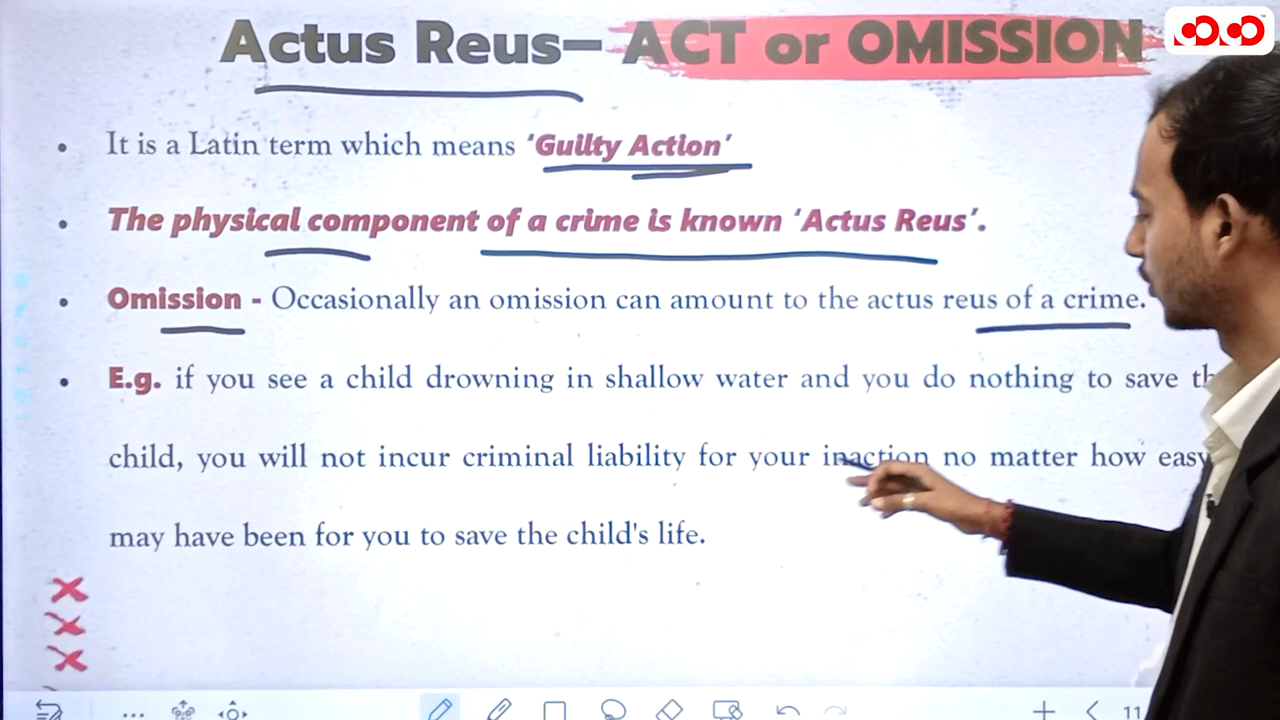 Actus Reus– ACT or OMISSION
• It is a Latin term which means ‘Guilty Action’
• The physical component of a crime is known ‘Actus Reus’.
• Omission - Occasionally an omission can amount to the actus reus of a crime.
• E.g. if you see a child drowning in shallow water and you do nothing to save
child, you will not incur criminal liability for your inaction no matter how easy
may have been for you to save the child's life.
11